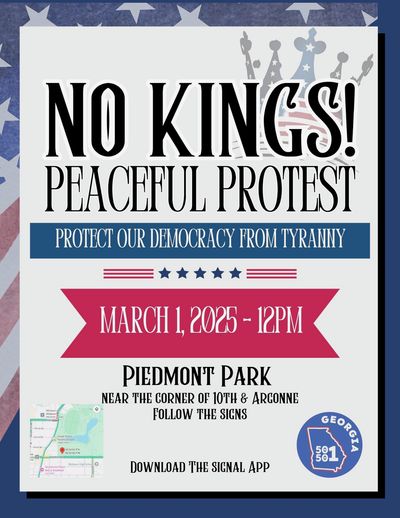 NO KINGS!
PEACEFUL PROTEST
PROTECT OUR DEMOCRACY FROM TYRANNY
MARCH 1, 2025 - 12PM
PIEDMONT PARK
NEAR THE CORNER OF 10TH & ARGONNE
FOLLOW THE SIGNS
GEORGIA
50
50
1
DOWNLOAD THE SIGNAL APP